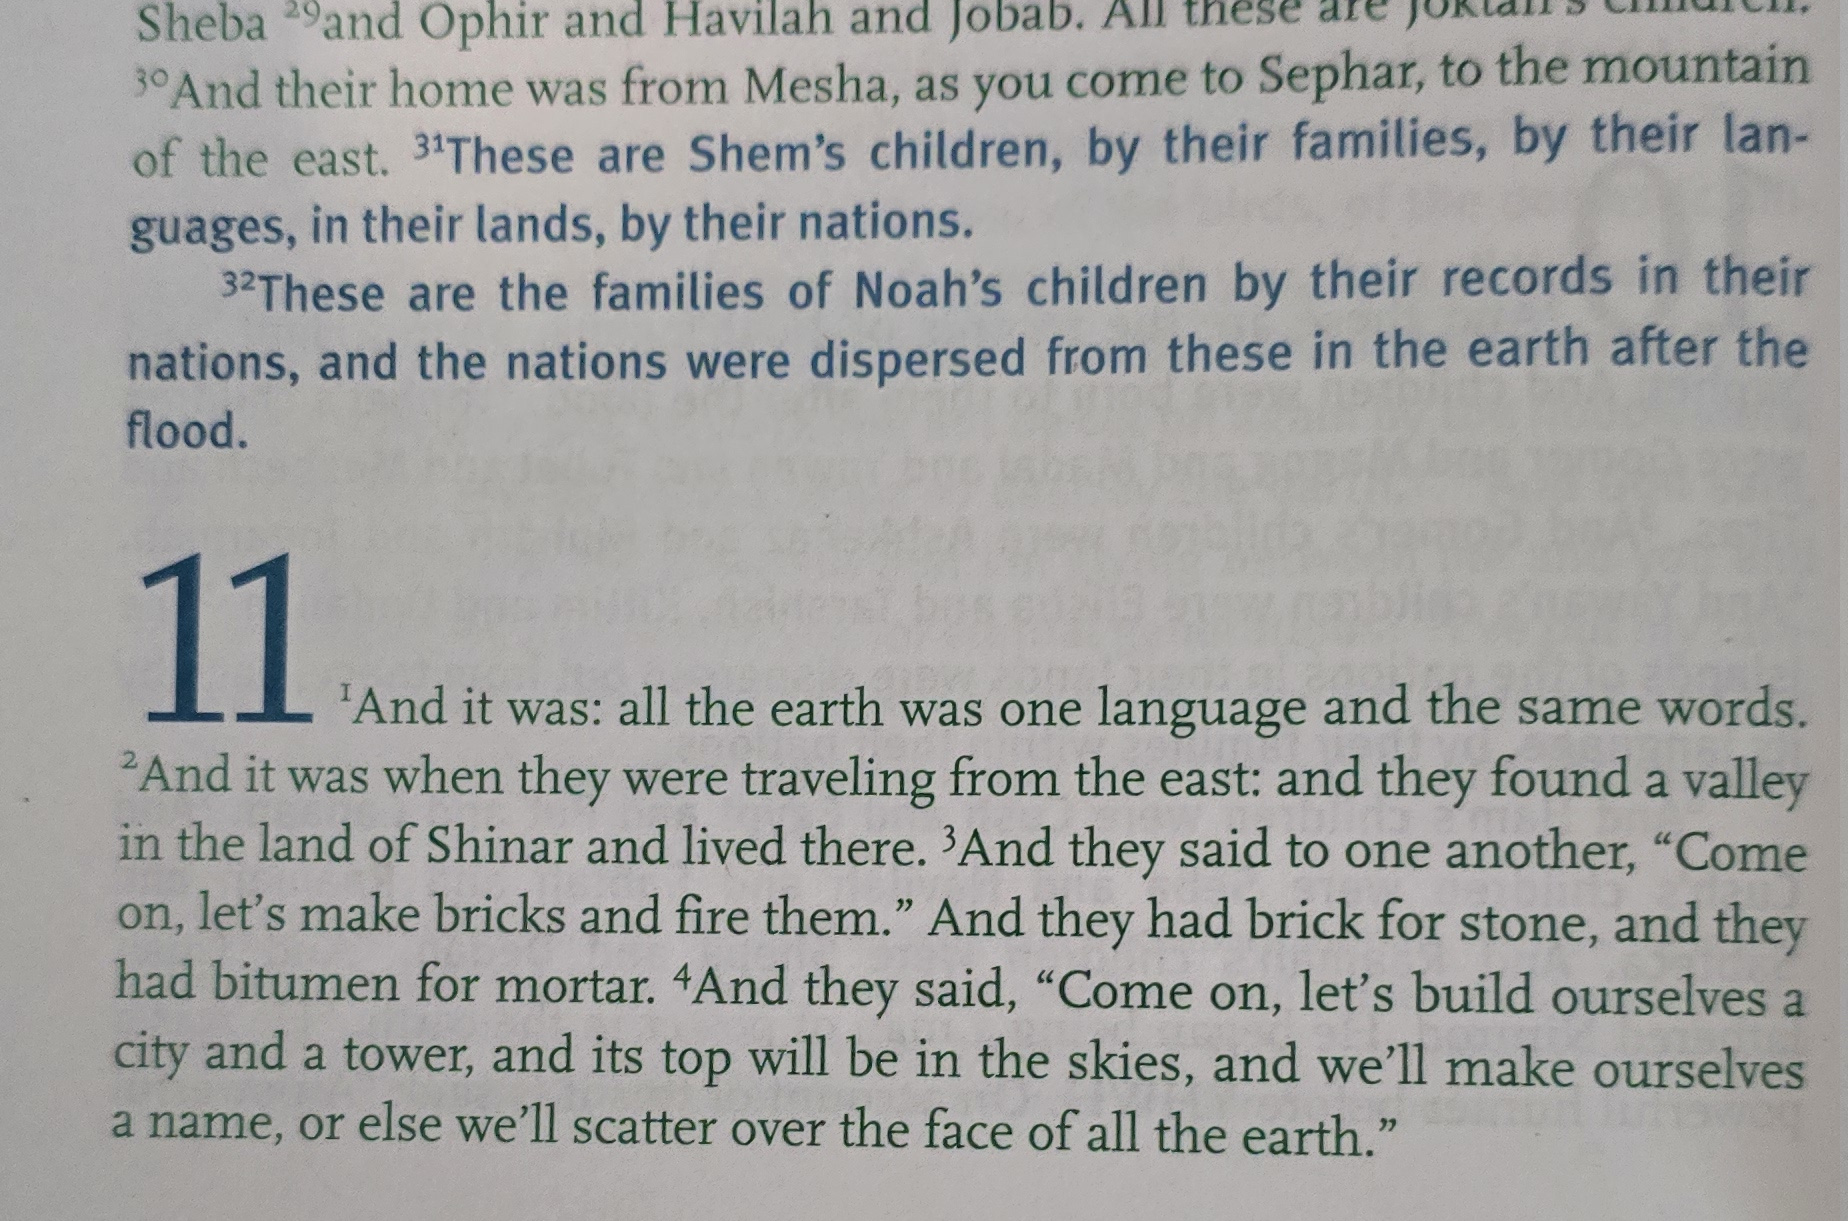 Sheba ²⁹and Ophir and Havilah and Jobab. All these are Joktan's children.
³⁰And their home was from Mesha, as you come to Sephar, to the mountain
of the east. ³¹These are Shem’s children, by their families, by their lan-
guages, in their lands, by their nations.
³²These are the families of Noah’s children by their records in their
nations, and the nations were dispersed from these in the earth after the
flood.
11 ¹And it was: all the earth was one language and the same words.
²And it was when they were traveling from the east: and they found a valley
in the land of Shinar and lived there. ³And they said to one another, “Come
on, let’s make bricks and fire them.” And they had brick for stone, and they
had bitumen for mortar. ⁴And they said, “Come on, let’s build ourselves a
city and a tower, and its top will be in the skies, and we’ll make ourselves
a name, or else we’ll scatter over the face of all the earth.”